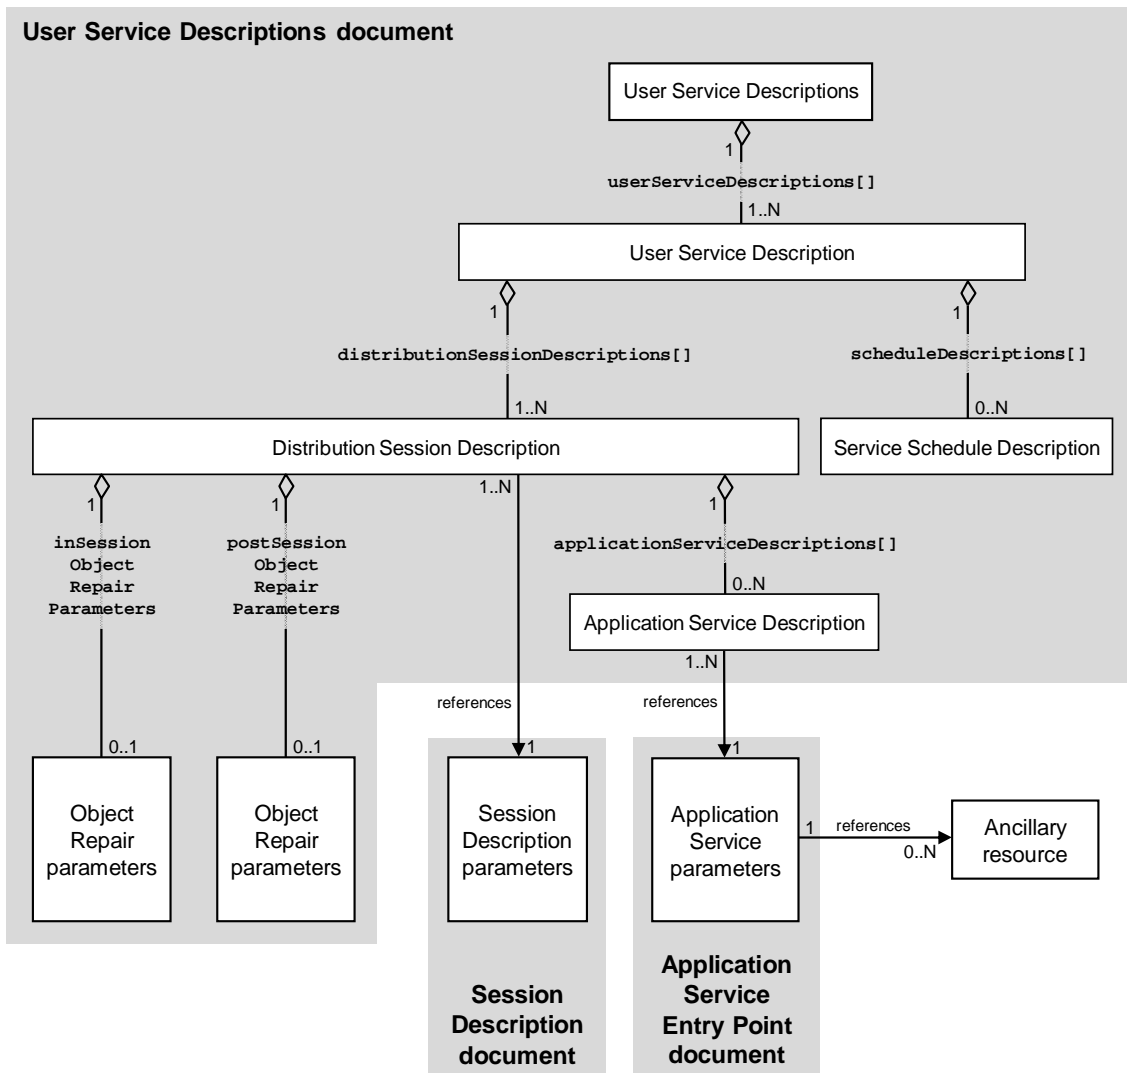 User Service Descriptions document
User Service Descriptions
1
userServiceDescriptions[]
1..N
User Service Description
1
1
distributionSessionDescriptions[]
scheduleDescriptions[]
1..N
0..N
Distribution Session Description
Service Schedule Description
1
1
1..N
1
inSession
Object
Repair
Parameters
postSession
Object
Repair
Parameters
applicationServiceDescriptions[]
0..N
Application Service Description
1..N
references
references
0..1
0..1
1
1
Object
Repair
parameters
Object
Repair
parameters
Session
Description
parameters
Application
Service
parameters
1
references
0..N
Ancillary
resource
Session
Description
document
Application
Service
Entry Point
document